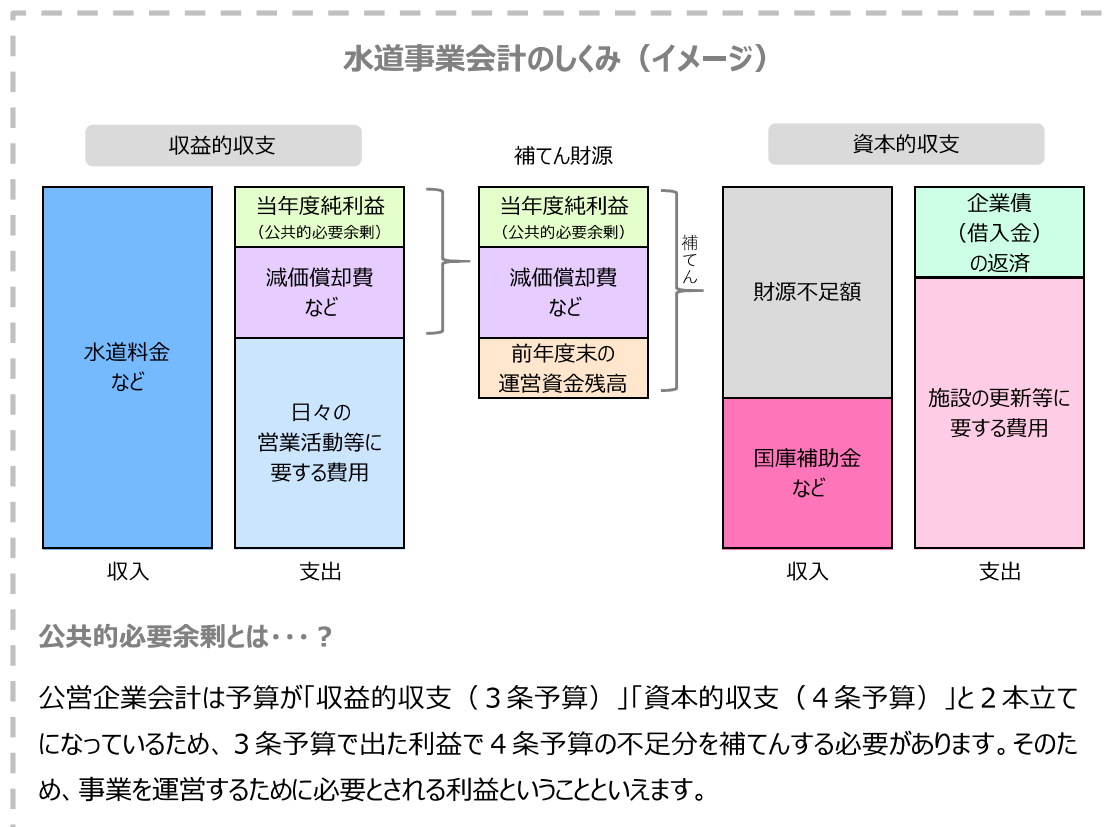 水道事業会計のしくみ（イメージ）
収益的収支
補てん財源
資本的収支
水道料金
など
収入
当年度純利益
（公共的必要余剰）
減価償却費
など
日々の
営業活動等に
要する費用
支出
当年度純利益
（公共的必要余剰）
減価償却費
など
前年度末の
運営資金残高
補てん
財源不足額
国庫補助金
など
収入
企業債
（借入金）
の返済
施設の更新等に
要する費用
支出
公共的必要余剰とは・・・？
公営企業会計は予算が「収益的収支（３条予算）」「資本的収支（４条予算）」と２本立て
になっているため、３条予算で出た利益で４条予算の不足分を補てんする必要があります。そのた
め、事業を運営するために必要とされる利益ということといえます。